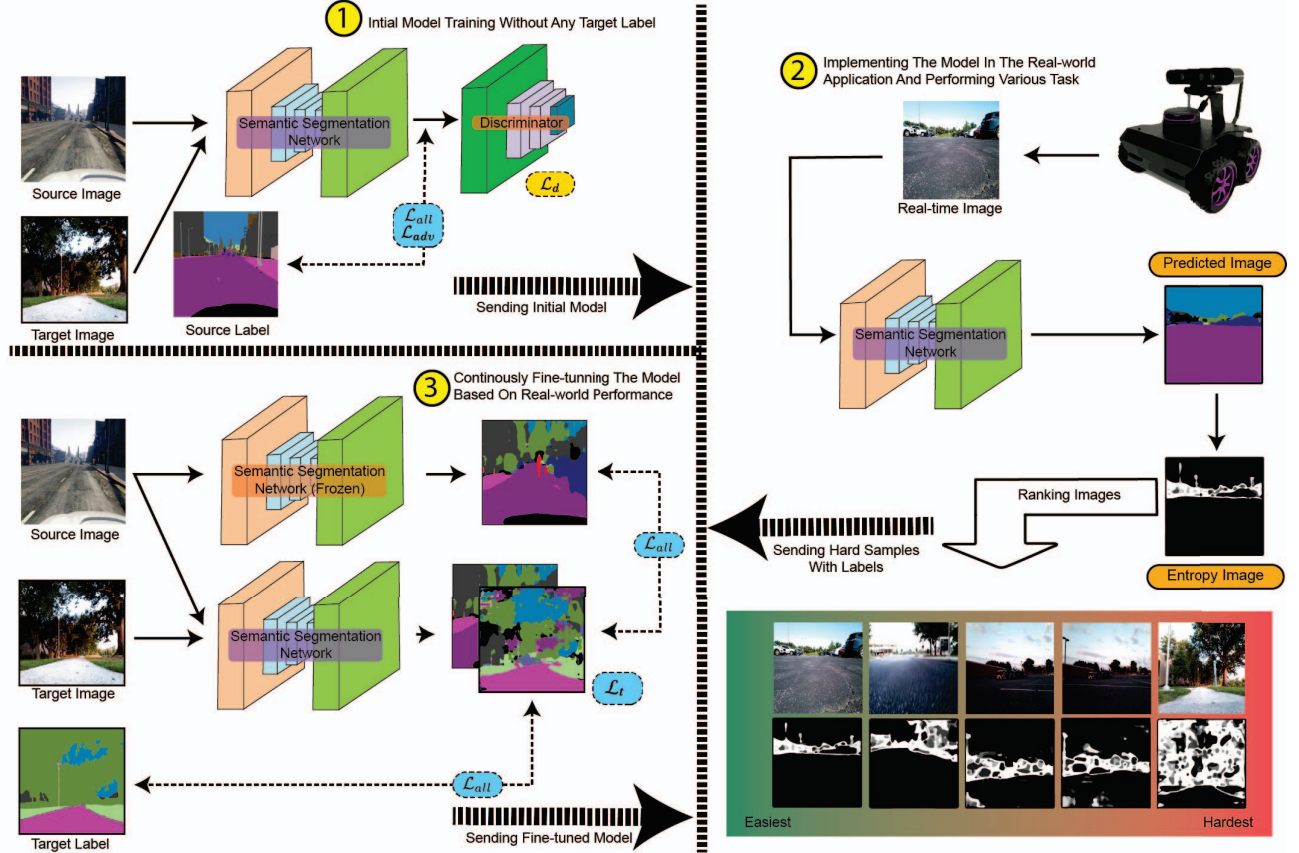 1
Intial Model Training Without Any Target Label
Semantic Segmentation
Network
Discriminator
Source Image
ℒd
ℒall
ℒadv
Target Image
Source Label
Sending Initial Model
2
Implementing The Model In The Real-world
Application And Performing Various Task
Real-time Image
Predicted Image
Semantic Segmentation
Network
Ranking Images
Entropy Image
Sending Hard Samples
With Labels
Easiest
Hardest
3
Continously Fine-tunning The Model
Based On Real-world Performance
Semantic Segmentation
Network (Frozen)
Source Image
ℒall
Semantic Segmentation
Network
Target Image
ℒt
ℒall
Target Label
Sending Fine-tuned Model